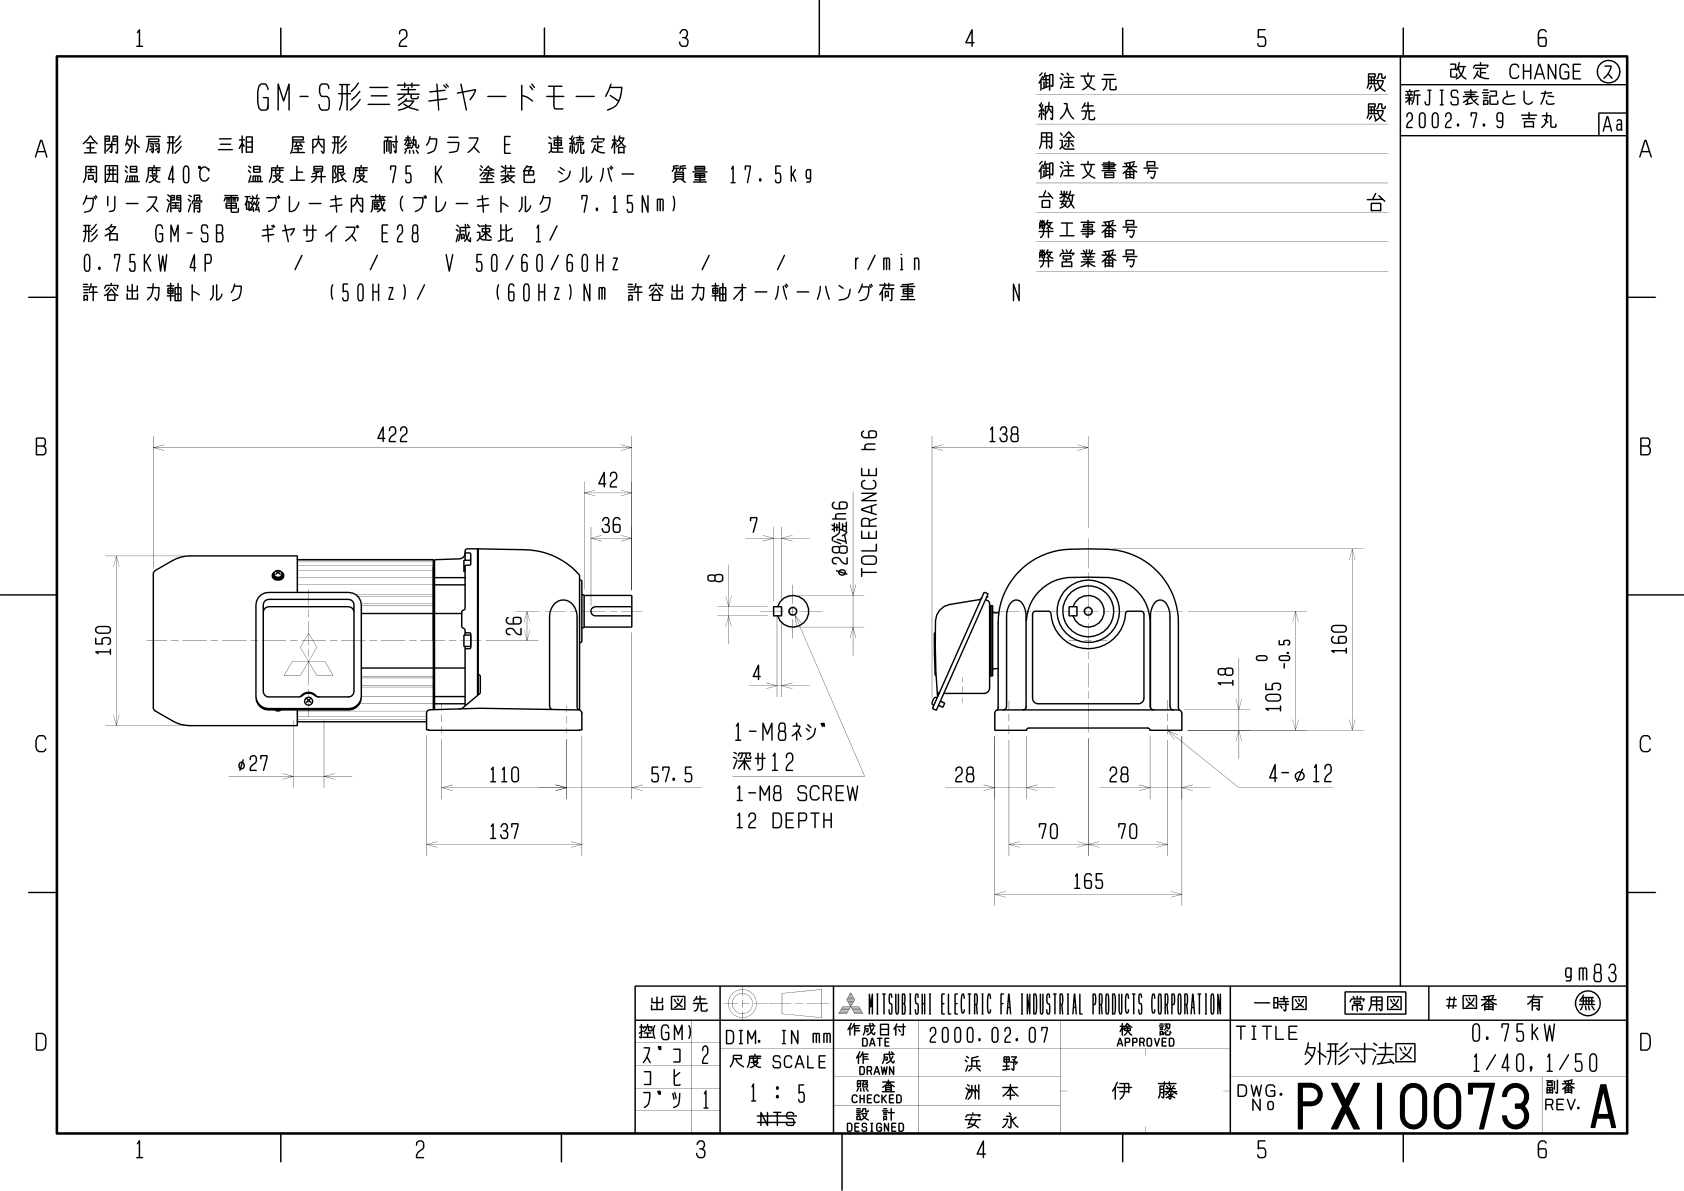 1 2 3 4 5 6
A
B
C
D
A
B
C
D
GM-S形三菱ギヤードモータ
全閉外扇形 三相 屋内形 耐熱クラス E 連続定格
周囲温度40℃ 温度上昇限度 75 K 塗装色 シルバー 質量 17.5kg
グリース潤滑 電磁ブレーキ内蔵(ブレーキトルク 7.15Nm)
形名 GM-SB ギヤサイズ E28 減速比 1/
0.75KW 4P / / V 50/60/60Hz / / r/min
許容出力軸トルク (50Hz)/ (60Hz)Nm 許容出力軸オーバーハング荷重 N
御注文元 殿
納入先 殿
用途
御注文書番号
台数 台
弊工事番号
弊営業番号
改定 CHANGE ス
新JIS表記とした
2002.7.9 吉丸 Aa
422
42
36
150
26
φ27
110
57.5
137
7
8
4
φ28公差h6
TOLERANCE h6
1-M8ネジ
深サ12
1-M8 SCREW
12 DEPTH
138
160
18
105 0 -0.5
28
28
4-φ12
70
70
165
gm83
出図先
控(GM)
ズコ 2
コヒ
ブツ 1
DIM. IN mm
尺度 SCALE
1 : 5
NTS
MITSUBISHI ELECTRIC FA INDUSTRIAL PRODUCTS CORPORATION
作成日付 DATE 2000.02.07
作成 DRAWN 浜野
照査 CHECKED 洲本
設計 DESIGNED 安永
検認 APPROVED
伊藤
一時図 常用図 #図番 有 無
TITLE 外形寸法図
0.75kW
1/40, 1/50
DWG. No PX10073
副番 REV. A
1 2 3 4 5 6